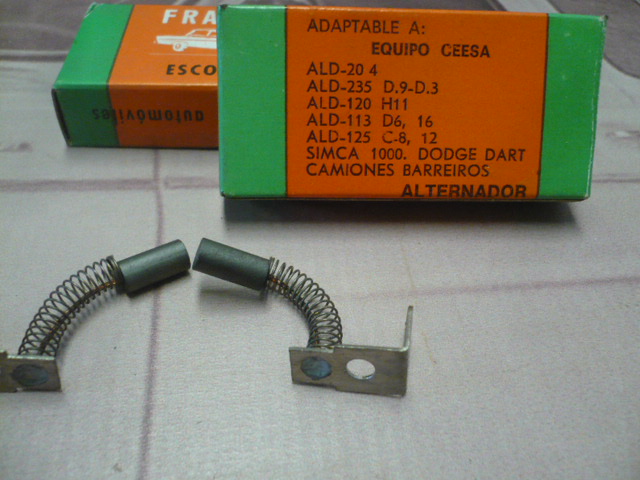 FRA
ESCO
automóviles
ADAPTABLE A:
EQUIPO CEESA
ALD-20 4
ALD-235 D.9-D.3
ALD-120 H11
ALD-113 D6, 16
ALD-125 C-8, 12
SIMCA 1000. DODGE DART
CAMIONES BARREIROS
ALTERNADOR